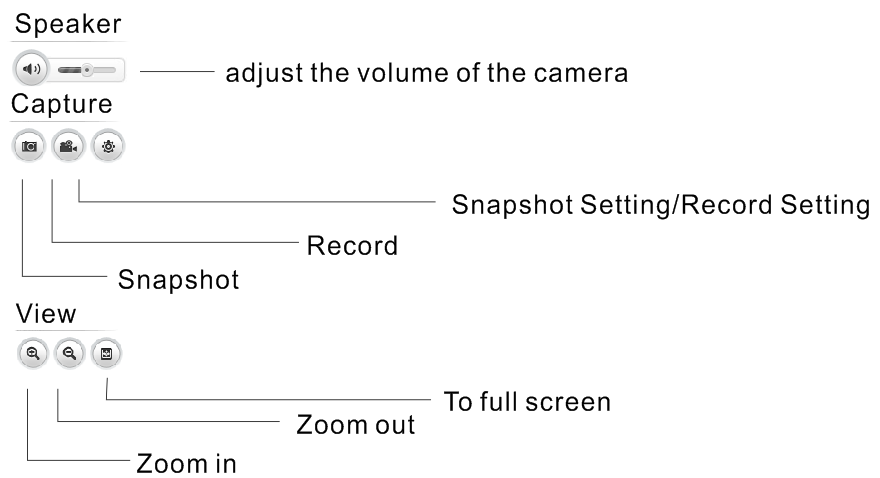 Speaker
adjust the volume of the camera
Capture
Snapshot Setting/Record Setting
Record
Snapshot
View
To full screen
Zoom out
Zoom in